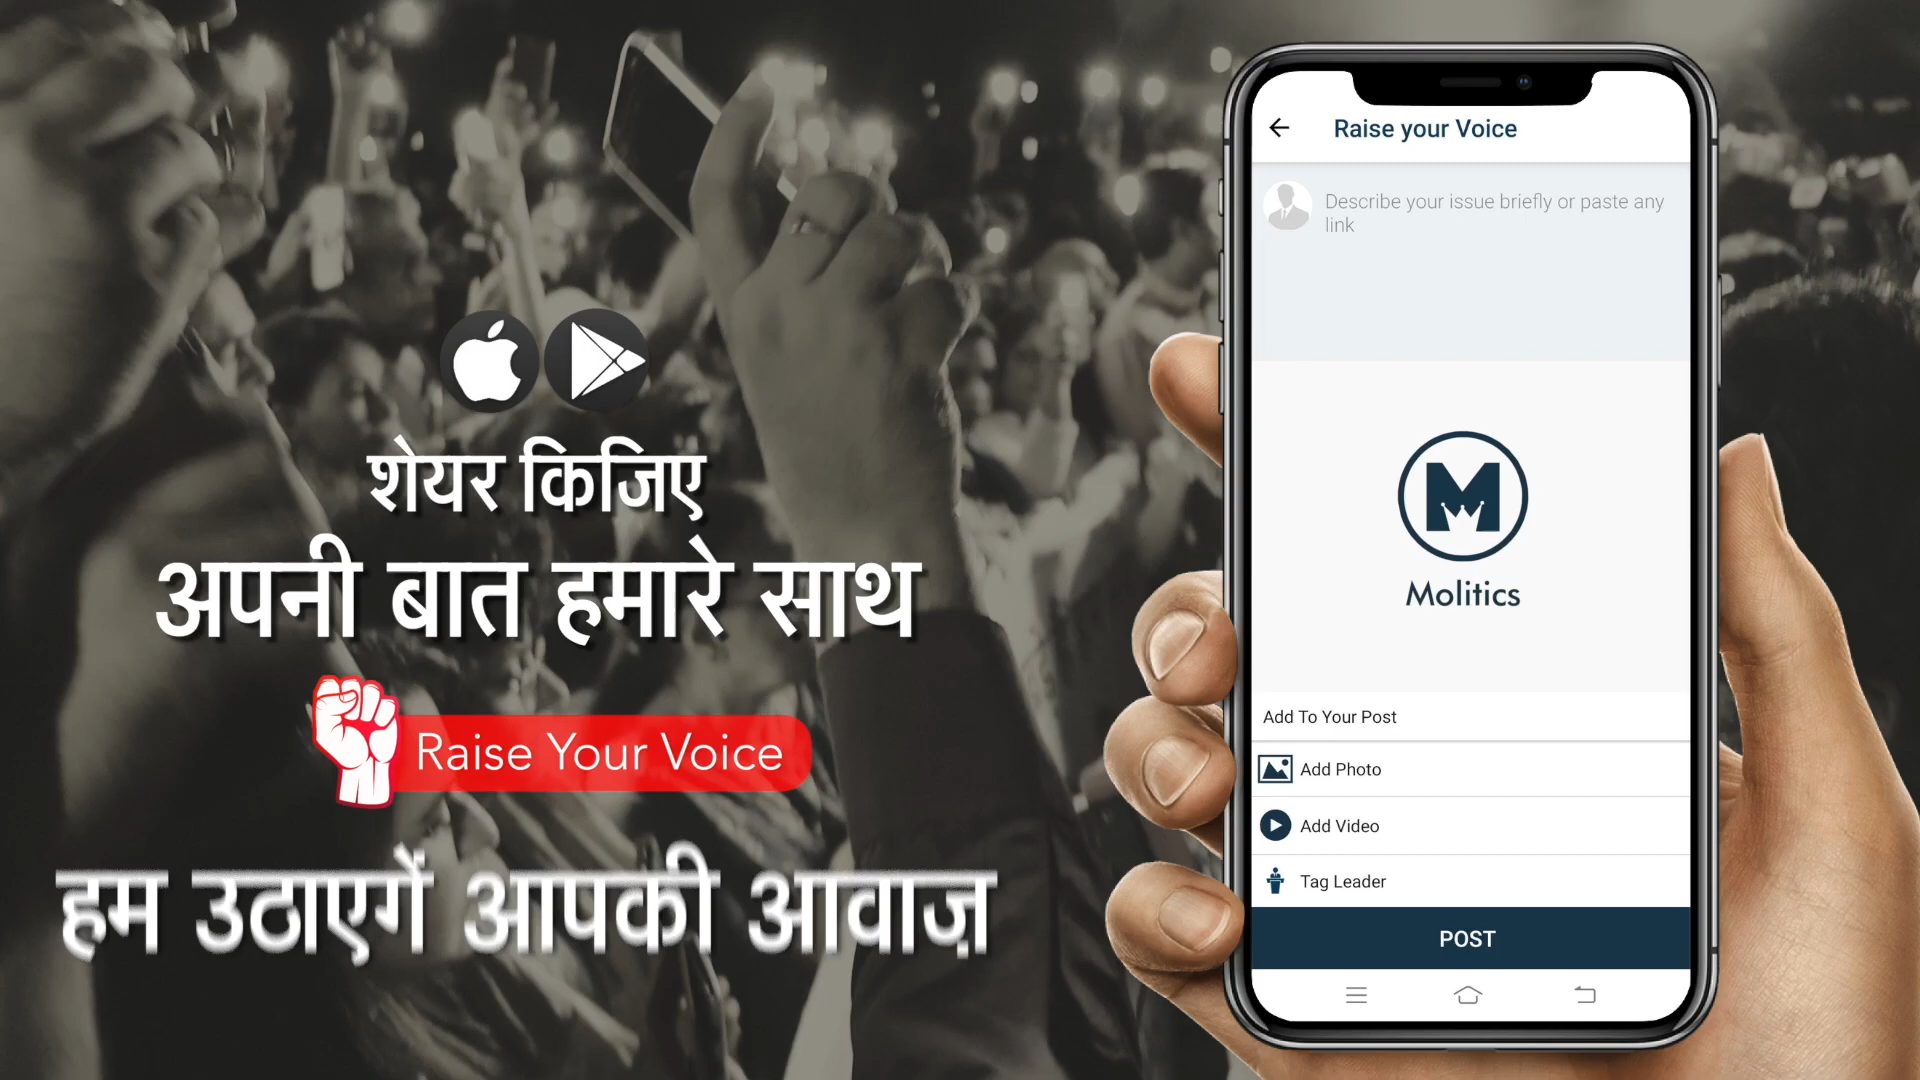 शेयर किजिए
अपनी बात हमारे साथ
Raise Your Voice
हम उठाएगें आपकी आवाज़
Raise your Voice
Describe your issue briefly or paste any
link
Molitics
Add To Your Post
Add Photo
Add Video
Tag Leader
POST